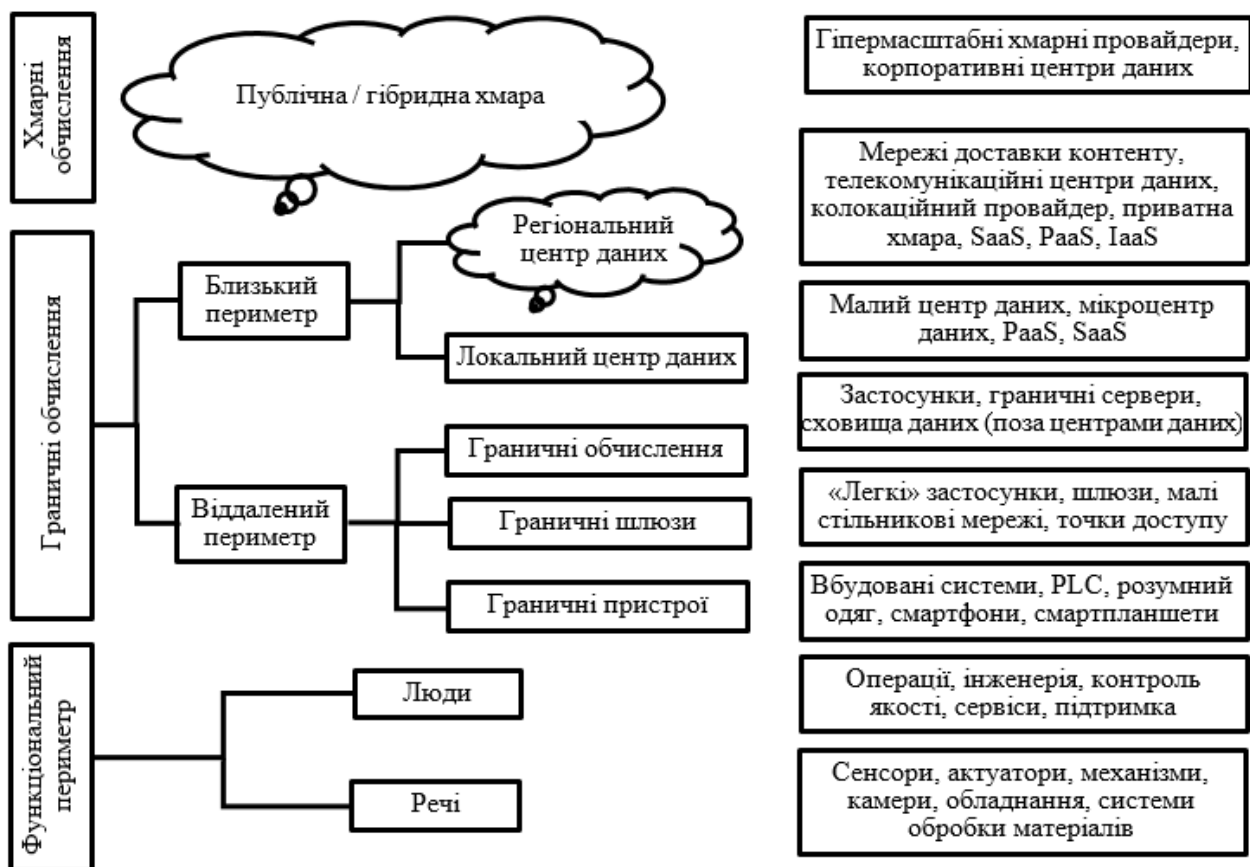 Хмарні
обчислення
Публічна / гібридна хмара
Гіпермасштабні хмарні провайдери,
корпоративні центри даних
Мережі доставки контенту,
телекомунікаційні центри даних,
колокаційний провайдер, приватна
хмара, SaaS, PaaS, IaaS
Граничні обчислення
Близький
периметр
Регіональний
центр даних
Локальний центр даних
Малий центр даних, мікроцентр
даних, PaaS, SaaS
Віддалений
периметр
Граничні обчислення
Застосунки, граничні сервери,
сховища даних (поза центрами даних)
Граничні шлюзи
«Легкі» застосунки, шлюзи, малі
стільникові мережі, точки доступу
Граничні пристрої
Вбудовані системи, PLC, розумний
одяг, смартфони, смартпланшети
Функціональний
периметр
Люди
Операції, інженерія, контроль
якості, сервіси, підтримка
Речі
Сенсори, актуатори, механізми,
камери, обладнання, системи
обробки матеріалів